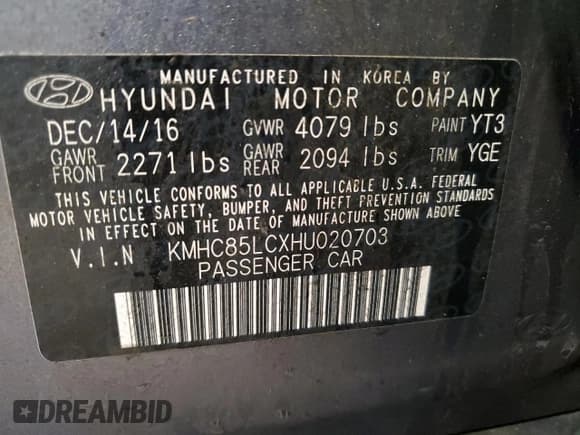 MANUFACTURED IN KOREA BY
HYUNDAI MOTOR COMPANY
DEC/14/16 GVWR 4079 lbs PAINT YT3
GAWR FRONT 2271 lbs GAWR REAR 2094 lbs TRIM YGE
THIS VEHICLE CONFORMS TO ALL APPLICABLE U.S.A. FEDERAL
MOTOR VEHICLE SAFETY, BUMPER, AND THEFT PREVENTION STANDARDS
IN EFFECT ON THE DATE OF MANUFACTURE SHOWN ABOVE.
V.I.N KMHC85LCXHU020703
PASSENGER CAR
DREAMBID